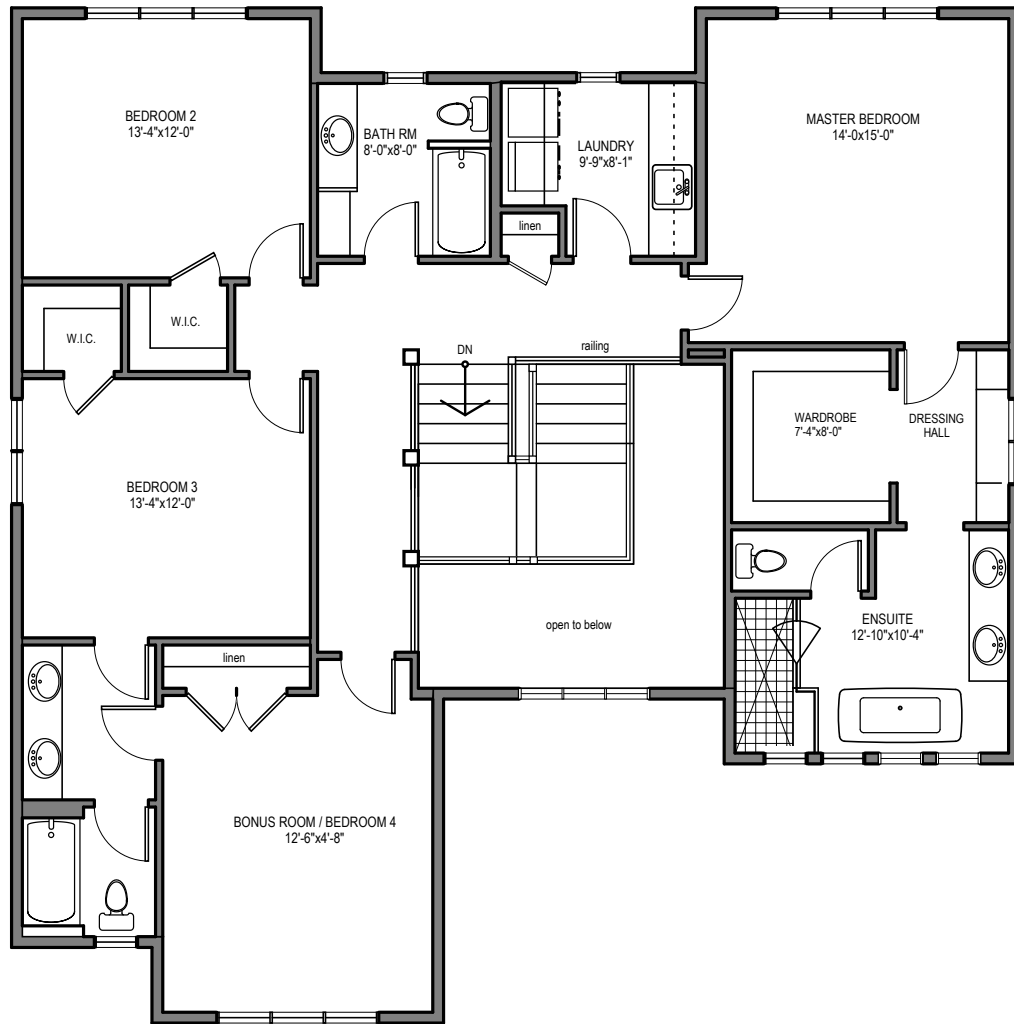 BEDROOM 2
13'-4"x12'-0"
BATH RM
8'-0"x8'-0"
LAUNDRY
9'-9"x8'-1"
MASTER BEDROOM
14'-0x15'-0"
linen
W.I.C.
W.I.C.
DN
railing
WARDROBE
7'-4"x8'-0"
DRESSING
HALL
BEDROOM 3
13'-4"x12'-0"
open to below
ENSUITE
12'-10"x10'-4"
linen
BONUS ROOM / BEDROOM 4
12'-6"x4'-8"